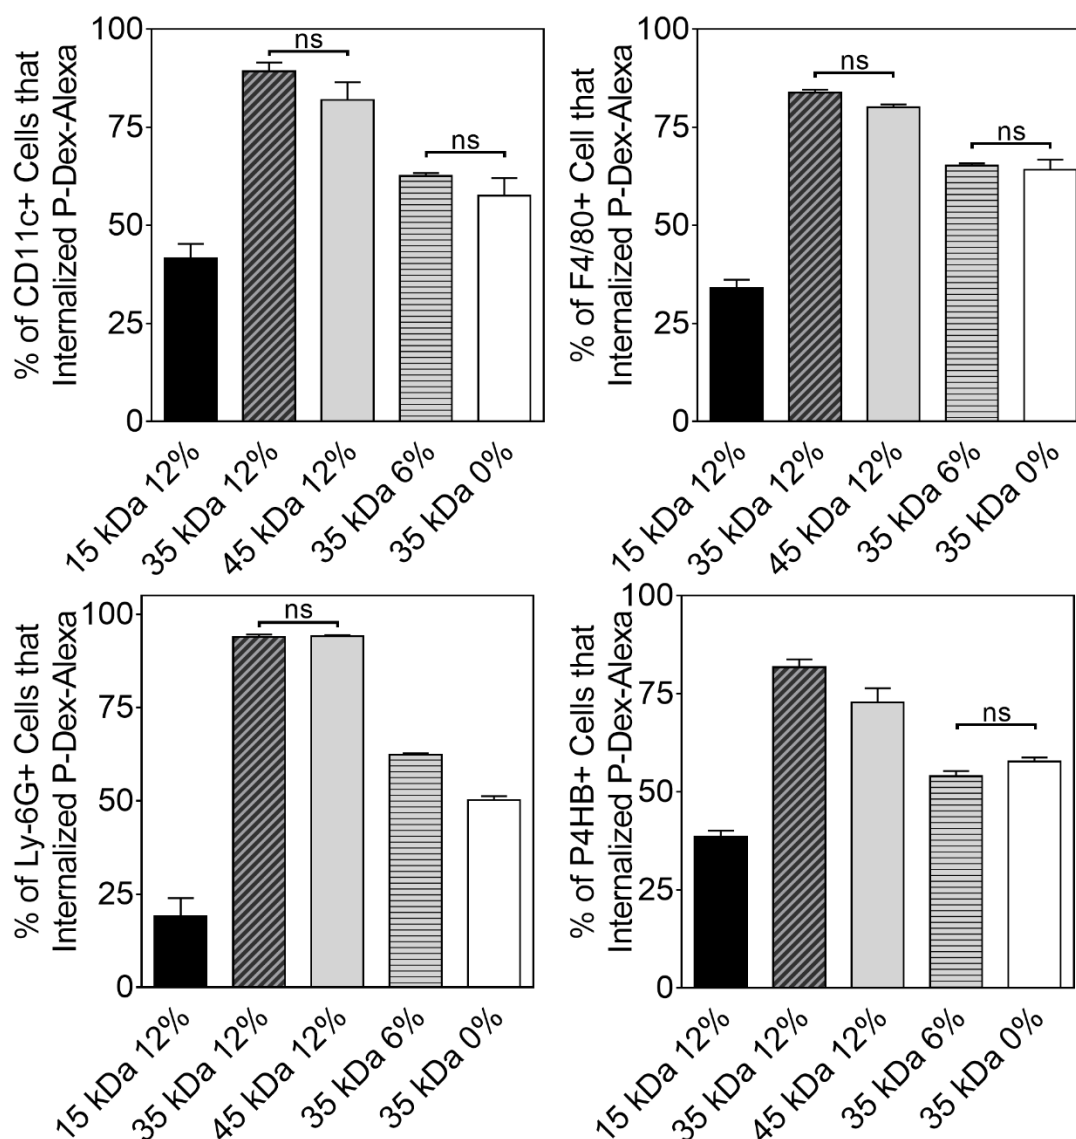 % of CD11c+ Cells that
Internalized P-Dex-Alexa
100
75
50
25
0
ns
ns
15 kDa 12%
35 kDa 12%
45 kDa 12%
35 kDa 6%
35 kDa 0%
% of F4/80+ Cell that
Internalized P-Dex-Alexa
100
75
50
25
0
ns
ns
15 kDa 12%
35 kDa 12%
45 kDa 12%
35 kDa 6%
35 kDa 0%
% of Ly-6G+ Cells that
Internalized P-Dex-Alexa
100
75
50
25
0
ns
15 kDa 12%
35 kDa 12%
45 kDa 12%
35 kDa 6%
35 kDa 0%
% of P4HB+ Cells that
Internalized P-Dex-Alexa
100
75
50
25
0
ns
15 kDa 12%
35 kDa 12%
45 kDa 12%
35 kDa 6%
35 kDa 0%